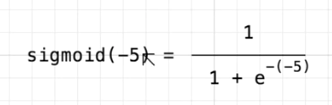 sigmoid(-5) = 1 / (1 + e^-(-5))